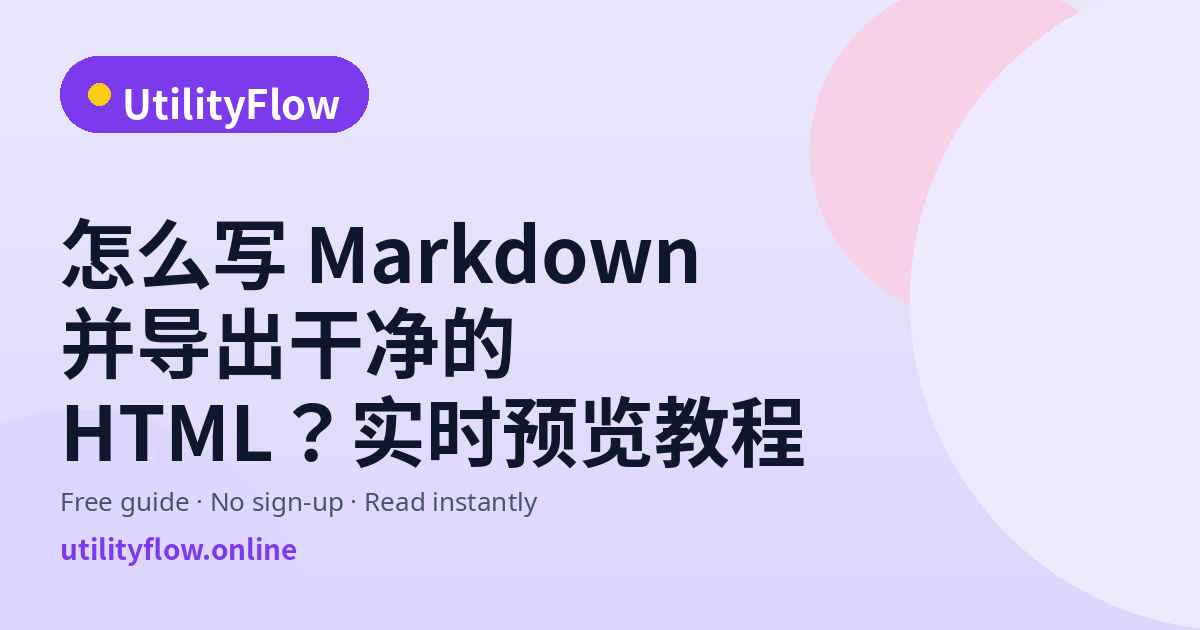 UtilityFlow
怎么写 Markdown
并导出干净的
HTML？实时预览教程
Free guide · No sign-up · Read instantly
utilityflow.online